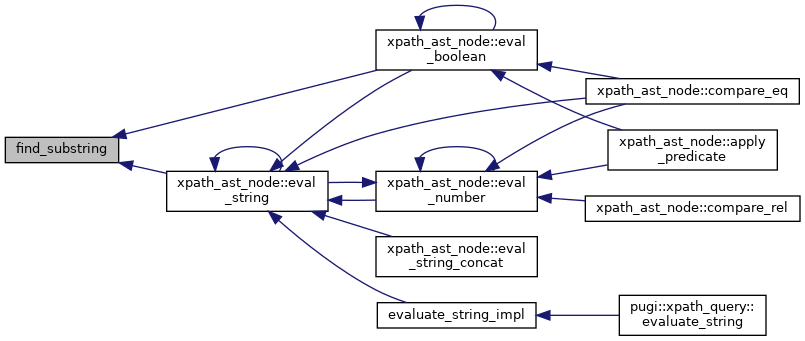 find_substring
xpath_ast_node::eval
_boolean
xpath_ast_node::eval
_string
xpath_ast_node::eval
_number
xpath_ast_node::eval
_string_concat
evaluate_string_impl
xpath_ast_node::compare_eq
xpath_ast_node::apply
_predicate
xpath_ast_node::compare_rel
pugi::xpath_query::
evaluate_string